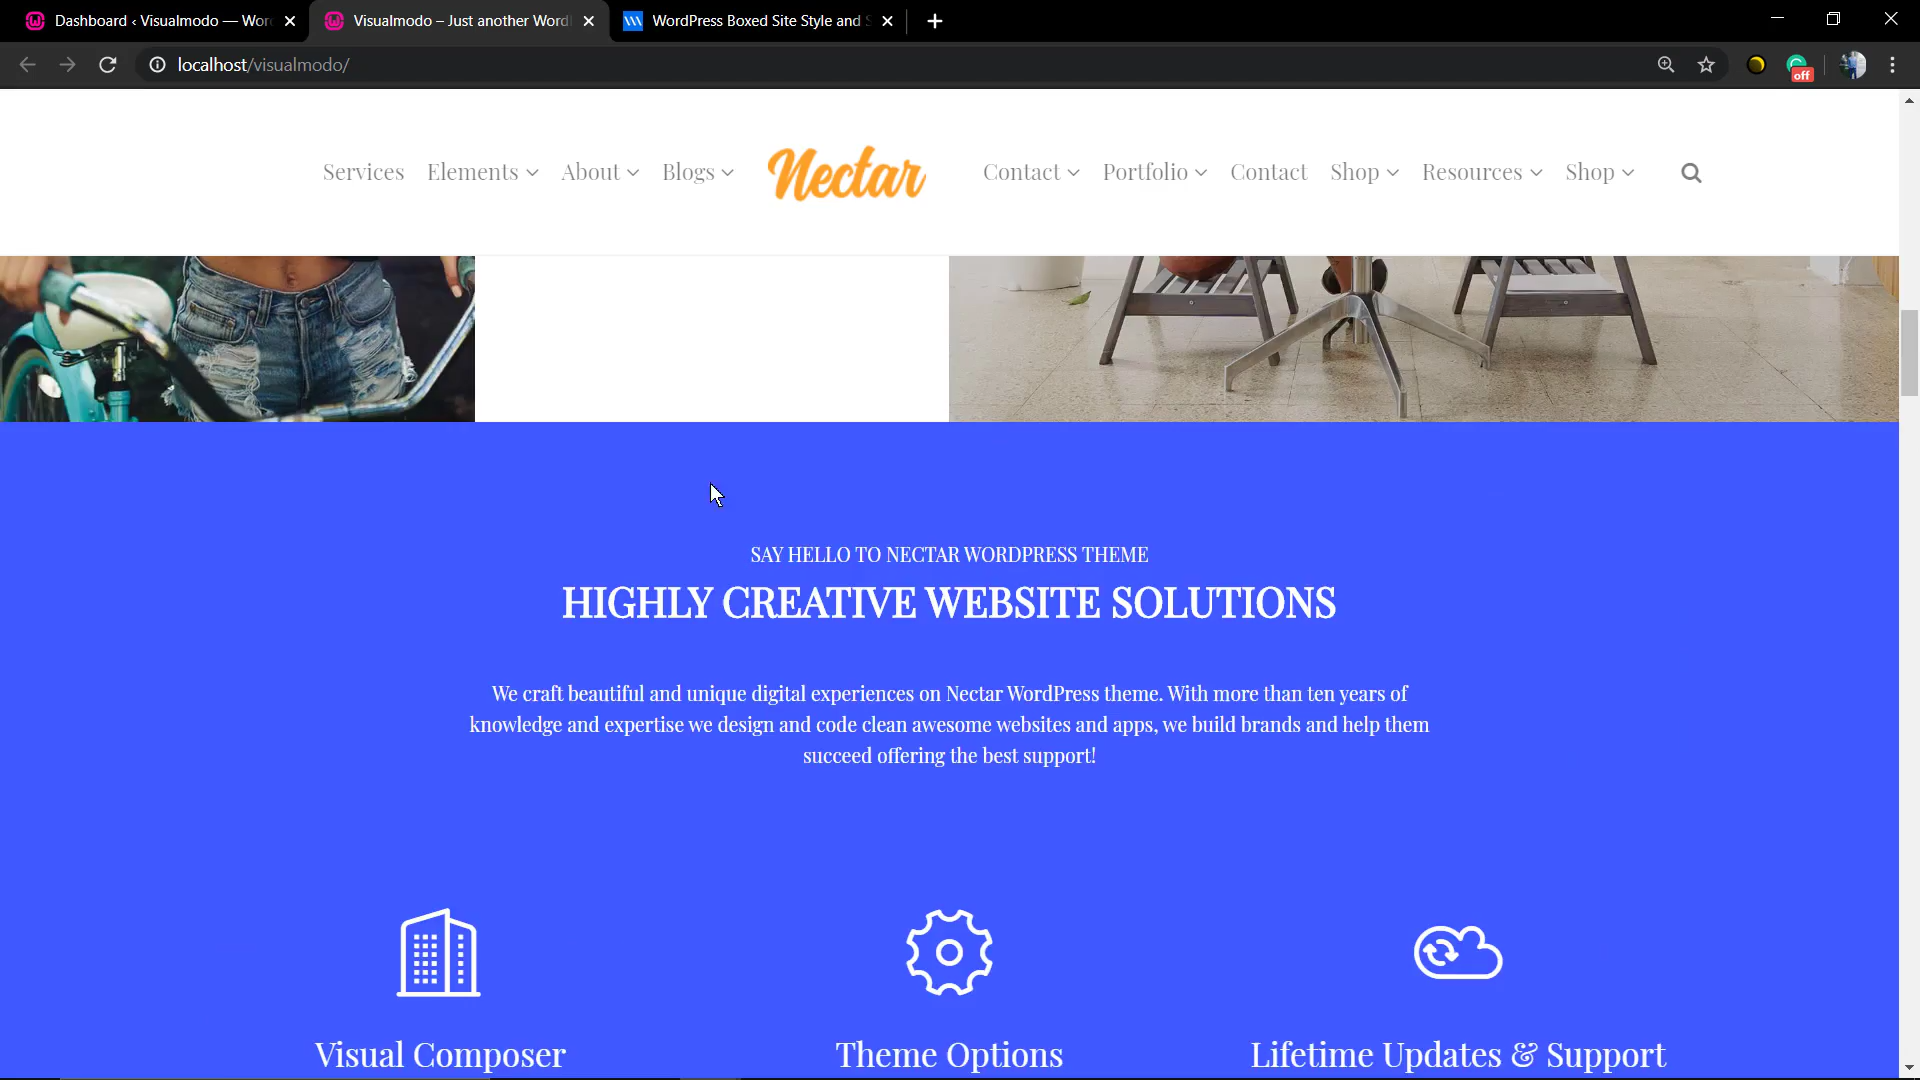 Dashboard ‹ Visualmodo — Wor
Visualmodo – Just another Word
WordPress Boxed Site Style and S
localhost/visualmodo/
off
Services Elements About Blogs Nectar Contact Portfolio Contact Shop Resources Shop
SAY HELLO TO NECTAR WORDPRESS THEME
HIGHLY CREATIVE WEBSITE SOLUTIONS
We craft beautiful and unique digital experiences on Nectar WordPress theme. With more than ten years of
knowledge and expertise we design and code clean awesome websites and apps, we build brands and help them
succeed offering the best support!
Visual Composer
Theme Options
Lifetime Updates & Support